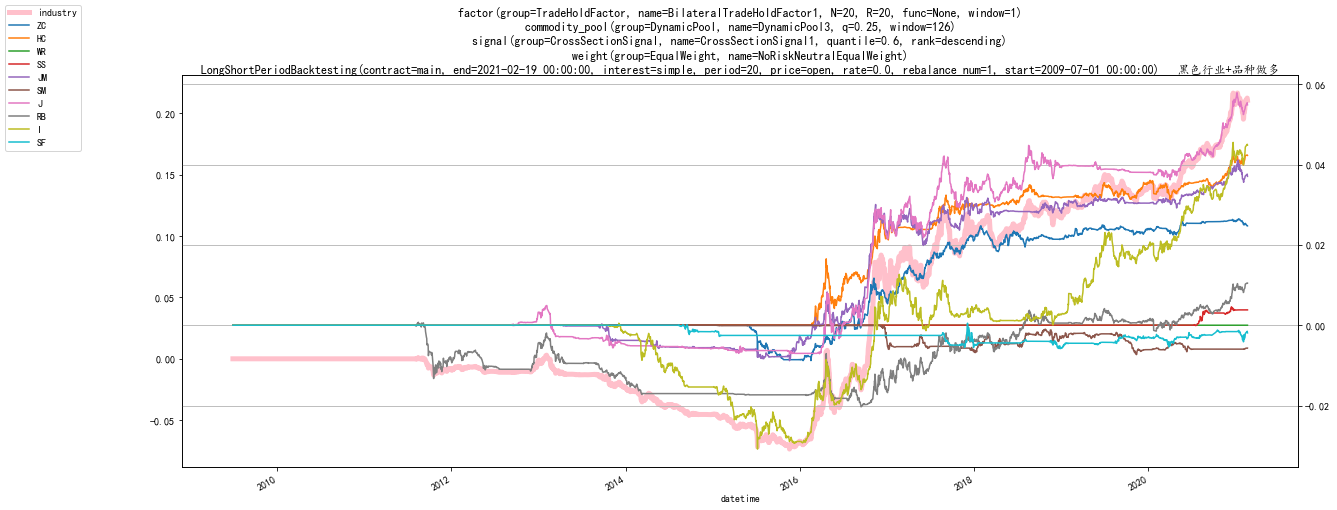 factor(group=TradeHoldFactor, name=BilateralTradeHoldFactor1, N=20, R=20, func=None, window=1)
commodity_pool(group=DynamicPool, name=DynamicPool3, q=0.25, window=126)
signal(group=CrossSectionSignal, name=CrossSectionSignal1, quantile=0.6, rank=descending)
weight(group=EqualWeight, name=NoRiskNeutralEqualWeight)
LongShortPeriodBacktesting(contract=main, end=2021-02-19 00:00:00, interest=simple, period=20, price=open, rate=0.0, rebalance_num=1, start=2009-07-01 00:00:00) 黑色行业+品种做多
industry
ZC
HC
WR
SS
JM
SM
J
RB
I
SF
0.20
0.15
0.10
0.05
0.00
−0.05
0.06
0.04
0.02
0.00
−0.02
2010
2012
2014
2016
2018
2020
datetime